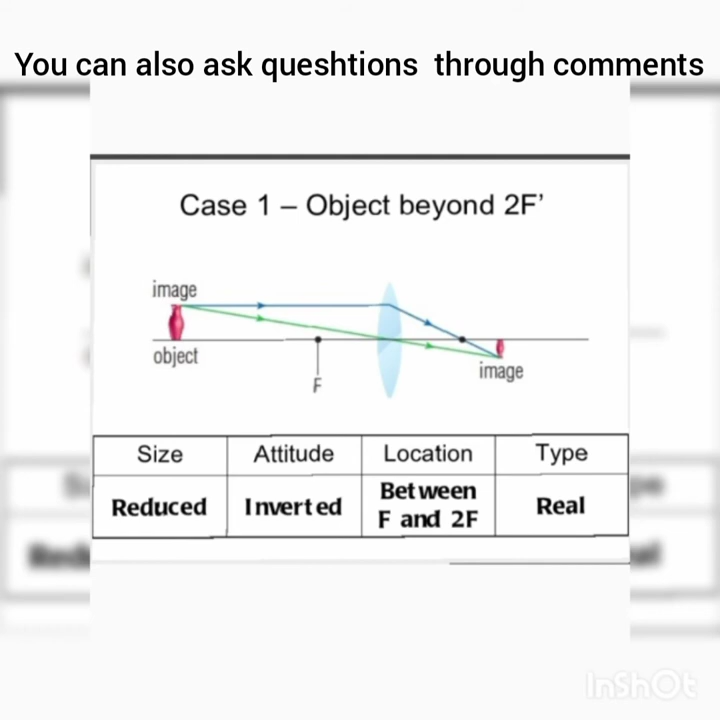 You can also ask queshtions through comments
Case 1 – Object beyond 2F’
image
object
F
image
Size Attitude Location Type
Reduced Inverted Between F and 2F Real
InShOt